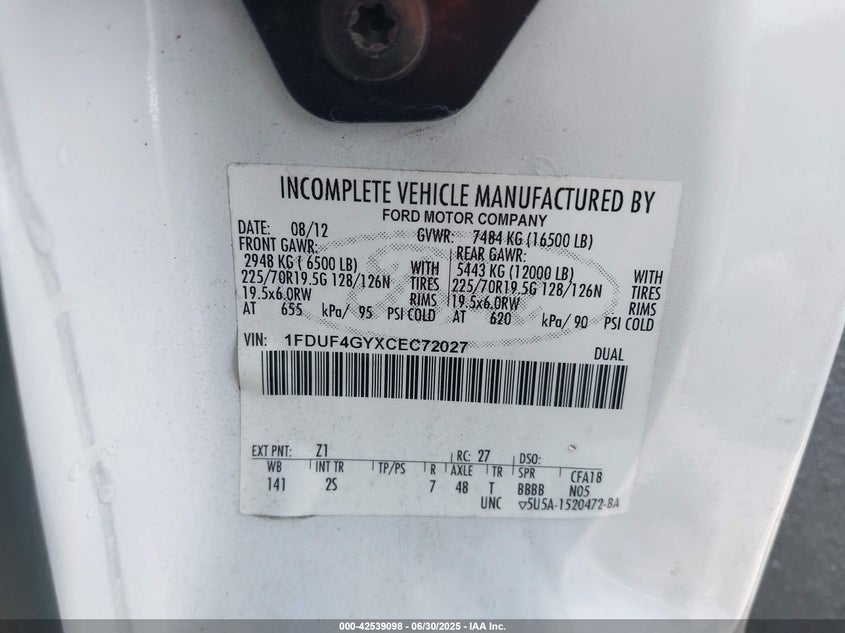 INCOMPLETE VEHICLE MANUFACTURED BY
FORD MOTOR COMPANY
DATE: 08/12 GVWR: 7484 KG (16500 LB)
FRONT GAWR: REAR GAWR:
2948 KG ( 6500 LB) WITH 5443 KG (12000 LB) WITH
225/70R19.5G 128/126N TIRES 225/70R19.5G 128/126N TIRES
19.5x6.0RW RIMS 19.5x6.0RW RIMS
AT 655 kPa/ 95 PSI COLD AT 620 kPa/ 90 PSI COLD
VIN: 1FDUF4GYXCEC72027 DUAL
EXT PNT: Z1 RC: 27 DSO:
WB INT TR TP/PS R AXLE TR SPR CFA18
141 2S 7 48 T BBBB N05
UNC ▽5U5A-1520472-BA
000-42539098 - 06/30/2025 - IAA Inc.